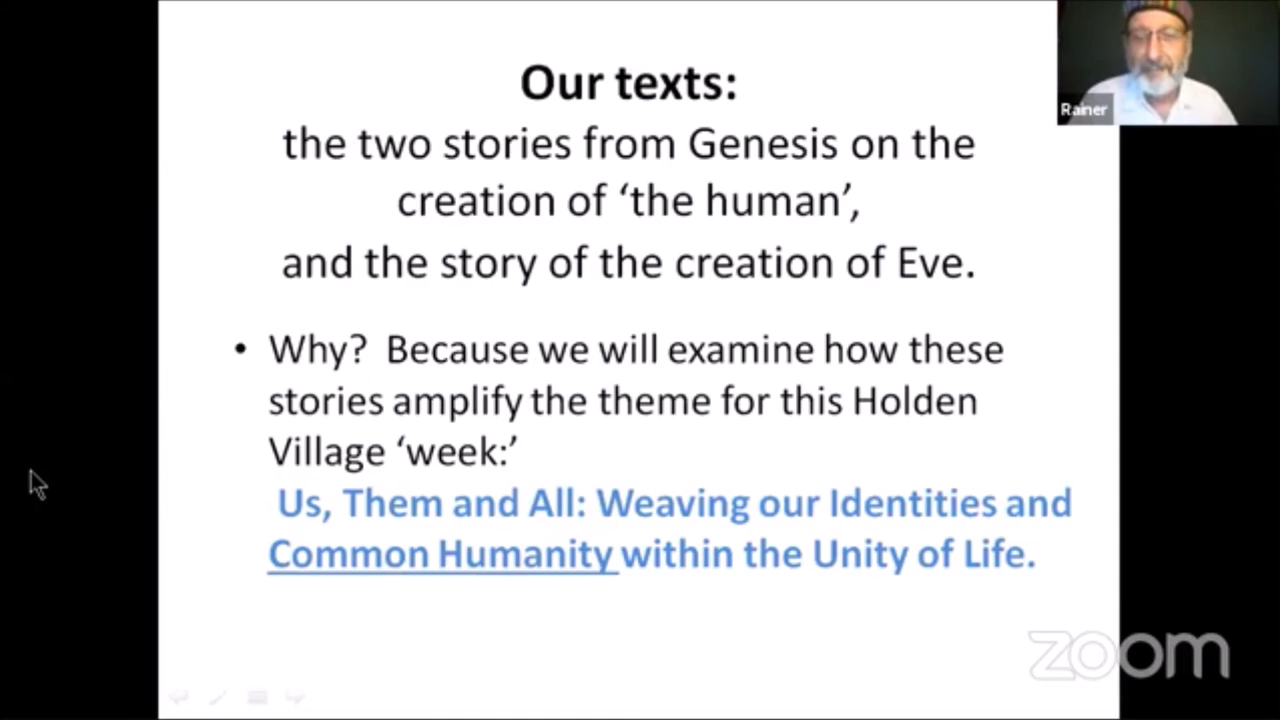 Our texts:
the two stories from Genesis on the
creation of ‘the human’,
and the story of the creation of Eve.
• Why?  Because we will examine how these
stories amplify the theme for this Holden
Village ‘week:’
Us, Them and All: Weaving our Identities and
Common Humanity within the Unity of Life.
Rainer
zoom